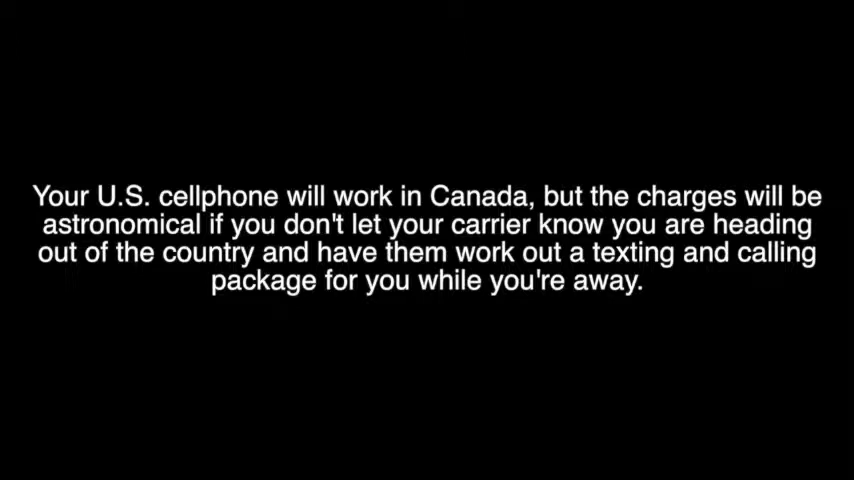 Your U.S. cellphone will work in Canada, but the charges will be
astronomical if you don't let your carrier know you are heading
out of the country and have them work out a texting and calling
package for you while you're away.